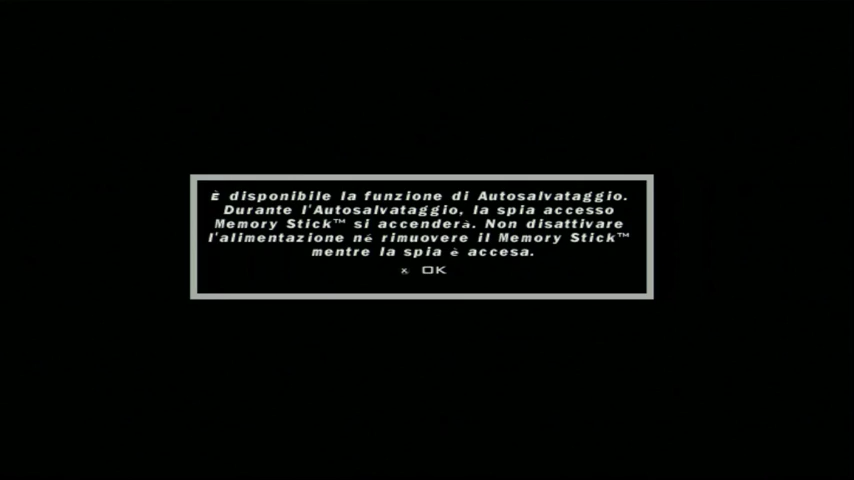 È disponibile la funzione di Autosalvataggio.
Durante l'Autosalvataggio, la spia accesso
Memory Stick™ si accenderà. Non disattivare
l'alimentazione né rimuovere il Memory Stick™
mentre la spia è accesa.
× OK